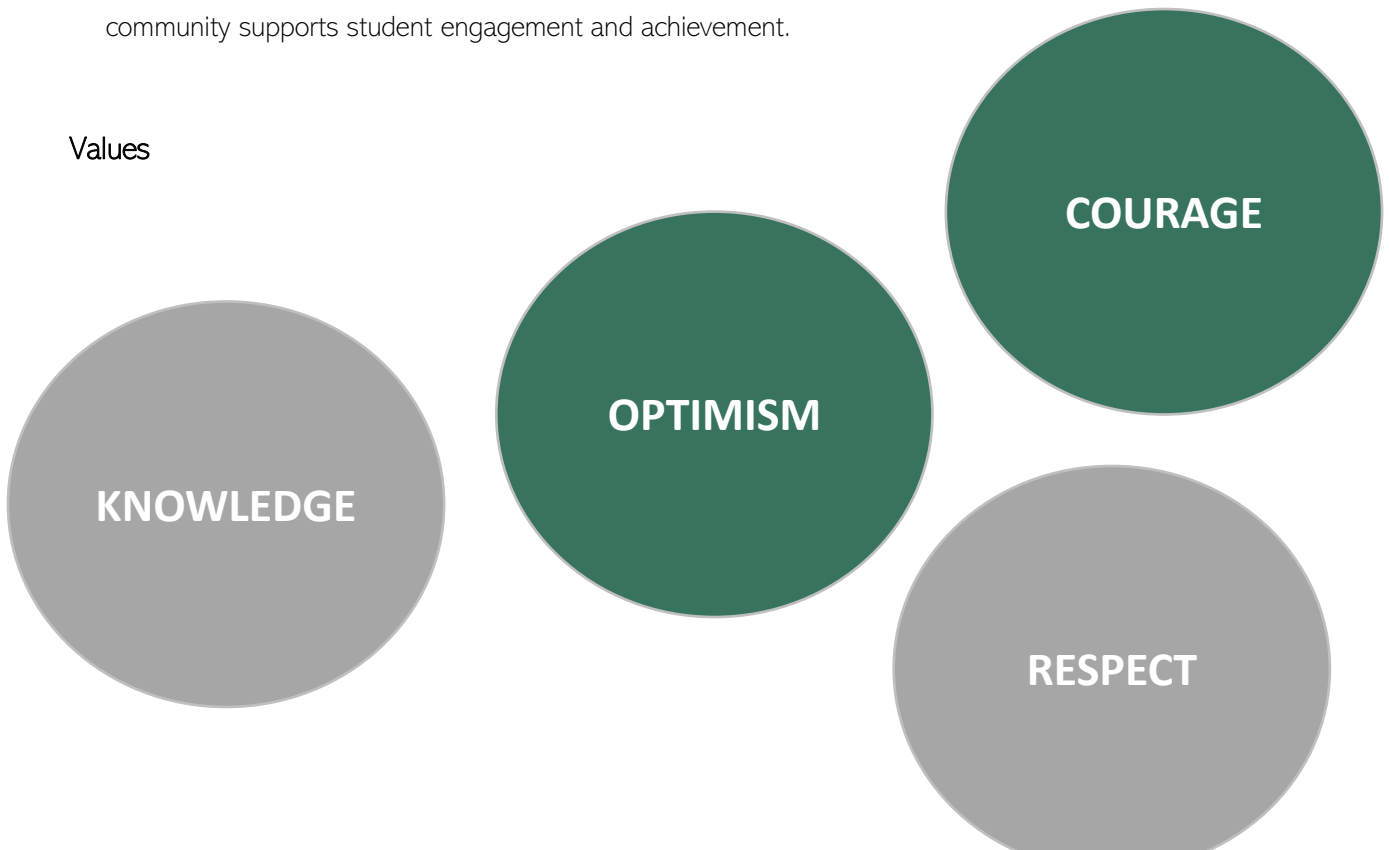 community supports student engagement and achievement.
Values
COURAGE
OPTIMISM
KNOWLEDGE
RESPECT